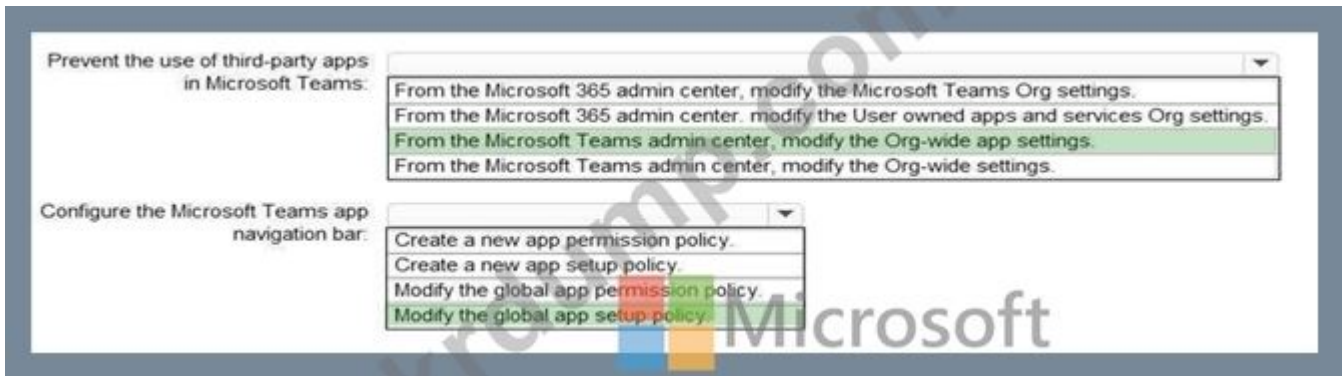 Prevent the use of third-party apps
in Microsoft Teams:
From the Microsoft 365 admin center, modify the Microsoft Teams Org settings.
From the Microsoft 365 admin center. modify the User owned apps and services Org settings.
From the Microsoft Teams admin center, modify the Org-wide app settings.
From the Microsoft Teams admin center, modify the Org-wide settings.
Configure the Microsoft Teams app
navigation bar:
Create a new app permission policy.
Create a new app setup policy.
Modify the global app permission policy.
Modify the global app setup policy.
Microsoft
krdump.com